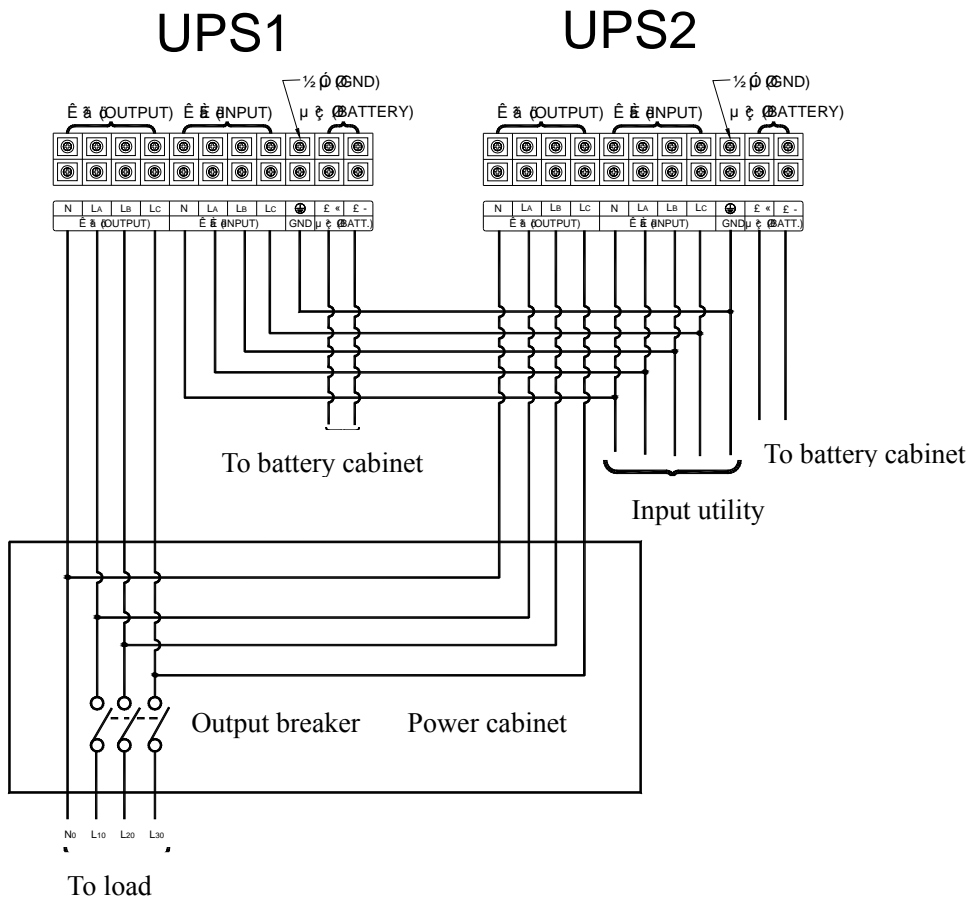 UPS1 UPS2
(GND) (GND)
(OUTPUT) (INPUT) (BATTERY) (OUTPUT) (INPUT) (BATTERY)
N LA LB LC N LA LB LC £ « £ - N LA LB LC N LA LB LC £ « £ -
(OUTPUT) (INPUT) GND (BATT.) (OUTPUT) (INPUT) GND (BATT.)
To battery cabinet To battery cabinet
Input utility
Output breaker Power cabinet
N0 L10 L20 L30
To load